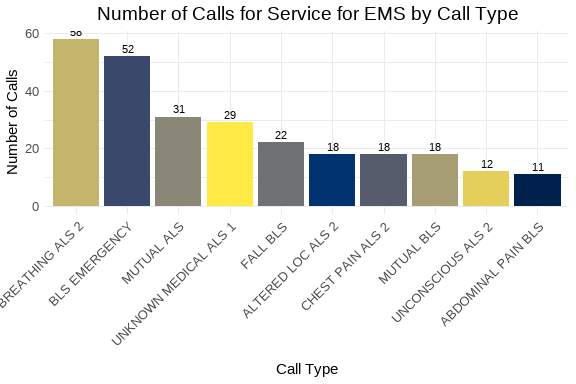 Number of Calls for Service for EMS by Call Type
Number of Calls
60
40
20
0
58
52
31
29
22
18
18
18
12
11
BREATHING ALS 2
BLS EMERGENCY
MUTUAL ALS
UNKNOWN MEDICAL ALS 1
FALL BLS
ALTERED LOC ALS 2
CHEST PAIN ALS 2
MUTUAL BLS
UNCONSCIOUS ALS 2
ABDOMINAL PAIN BLS
Call Type